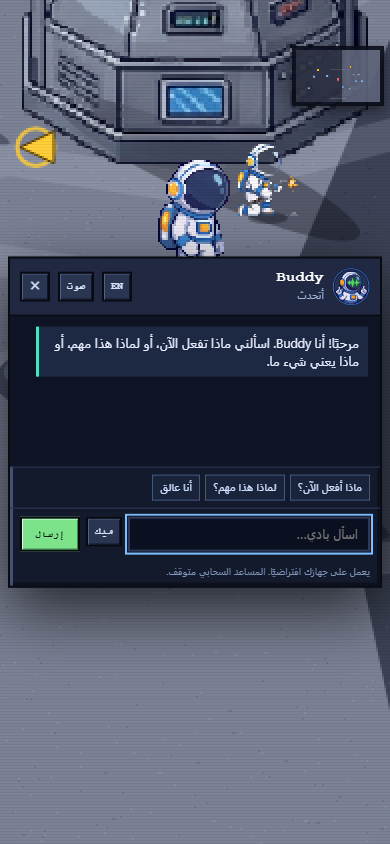 Buddy
أتحدث
EN
صوت
×
مرحبًا! أنا Buddy. اسألني ماذا تفعل الآن، أو لماذا هذا مهم، أو
ماذا يعني شيء ما.
ماذا أفعل الآن؟
لماذا هذا مهم؟
أنا عالق
اسأل بادي...
ميك
إرسال
يعمل على جهازك افتراضيًا. المساعد السحابي متوقف.